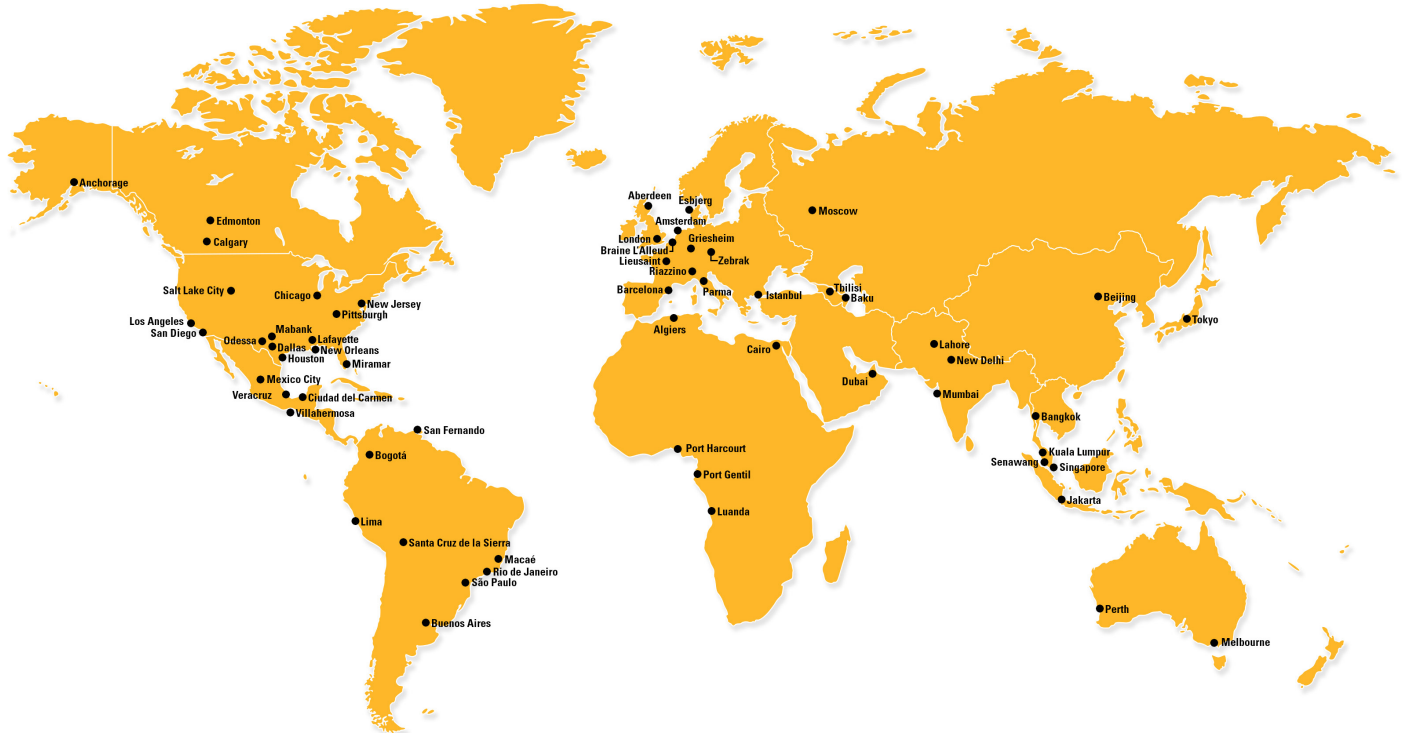 Anchorage
Edmonton
Calgary
Salt Lake City
Chicago
New Jersey
Pittsburgh
Los Angeles
San Diego
Mabank
Odessa
Dallas
Lafayette
New Orleans
Houston
Miramar
Mexico City
Veracruz
Ciudad del Carmen
Villahermosa
San Fernando
Bogotá
Lima
Santa Cruz de la Sierra
Macaé
Rio de Janeiro
São Paulo
Buenos Aires
Aberdeen
Esbjerg
Amsterdam
London
Griesheim
Braine L'Alleud
Lieusaint
Zebrak
Riazzino
Barcelona
Parma
Istanbul
Algiers
Cairo
Moscow
Tbilisi
Baku
Dubai
Port Harcourt
Port Gentil
Luanda
Lahore
New Delhi
Mumbai
Beijing
Tokyo
Bangkok
Kuala Lumpur
Senawang
Singapore
Jakarta
Perth
Melbourne